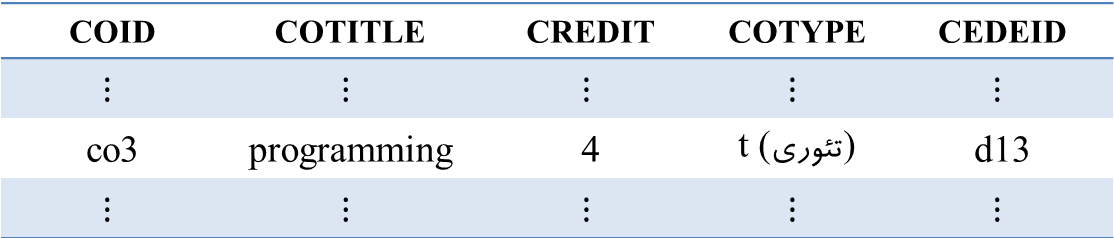 COID COTITLE CREDIT COTYPE CEDEID
⋮ ⋮ ⋮ ⋮ ⋮
co3 programming 4 t (تئوری) d13
⋮ ⋮ ⋮ ⋮ ⋮